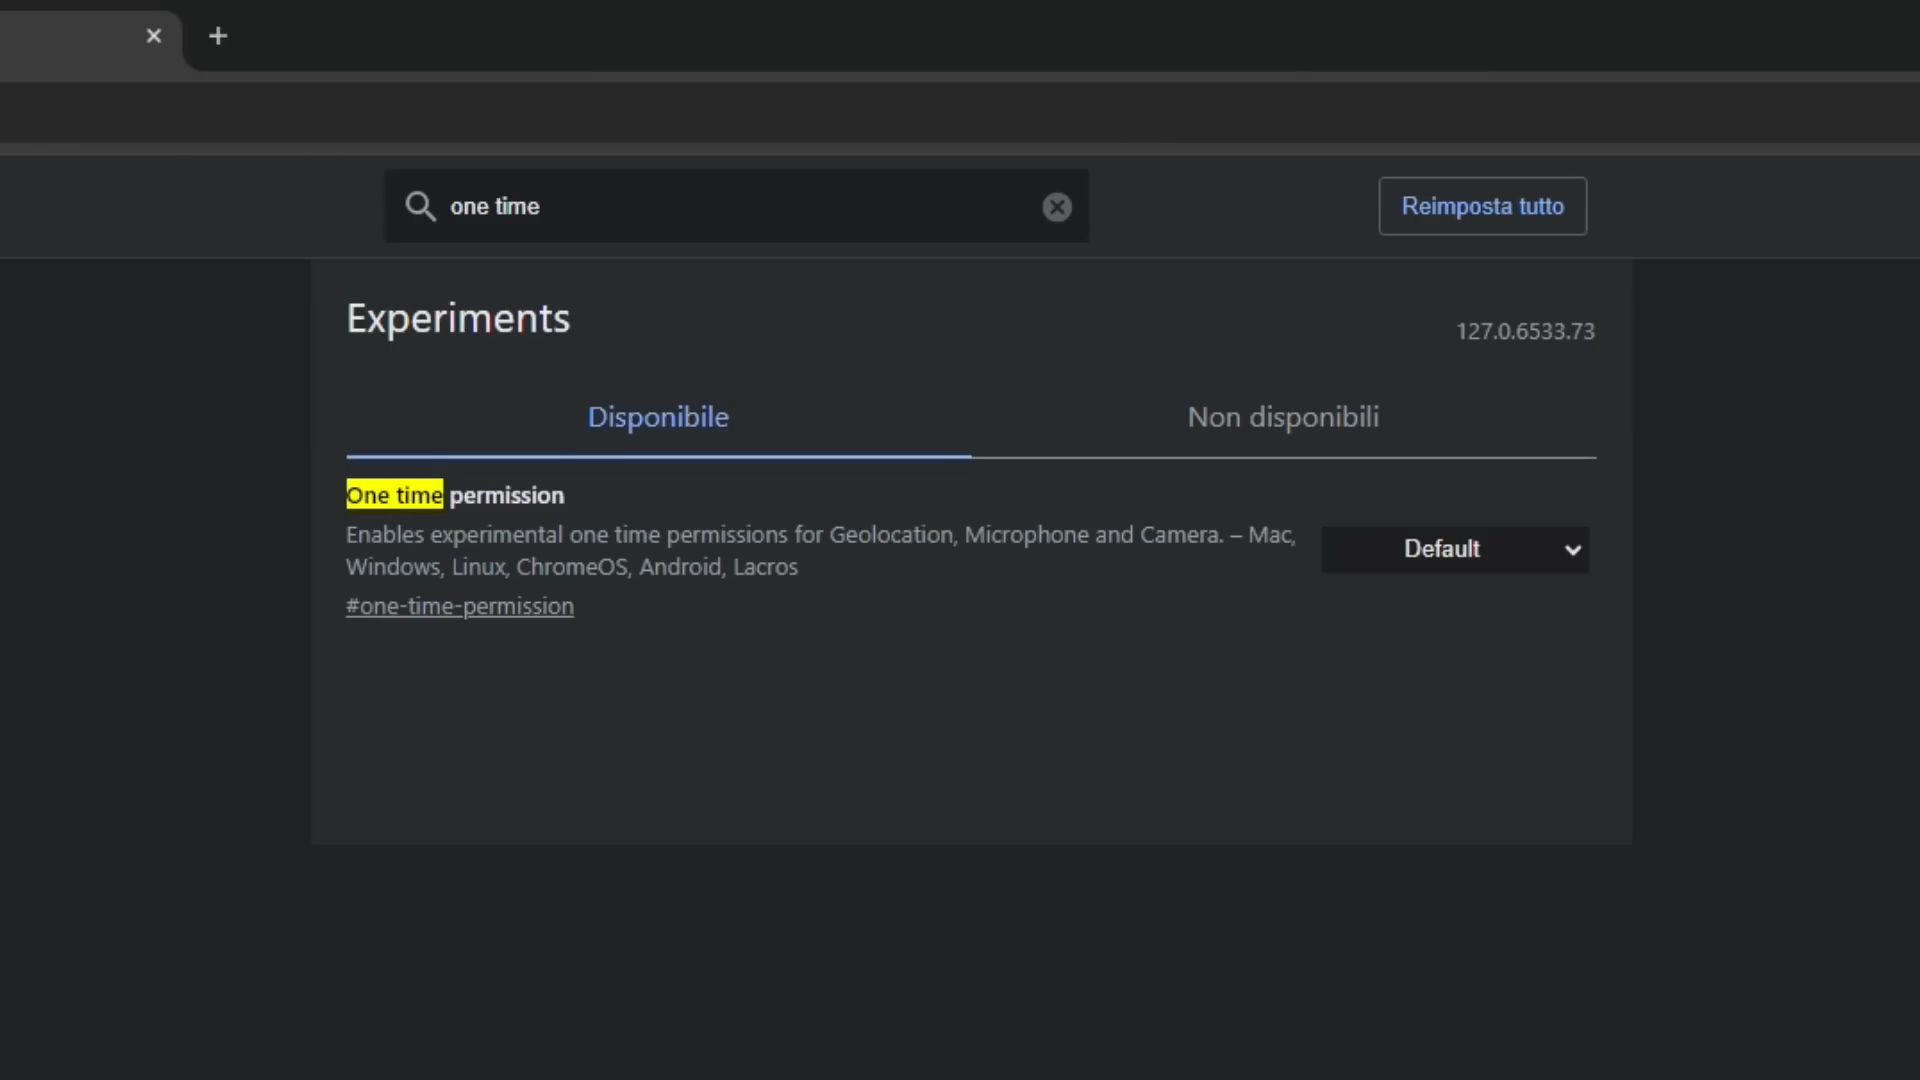 one time
Reimposta tutto
Experiments
127.0.6533.73
Disponibile
Non disponibili
One time permission
Enables experimental one time permissions for Geolocation, Microphone and Camera. – Mac,
Windows, Linux, ChromeOS, Android, Lacros
#one-time-permission
Default